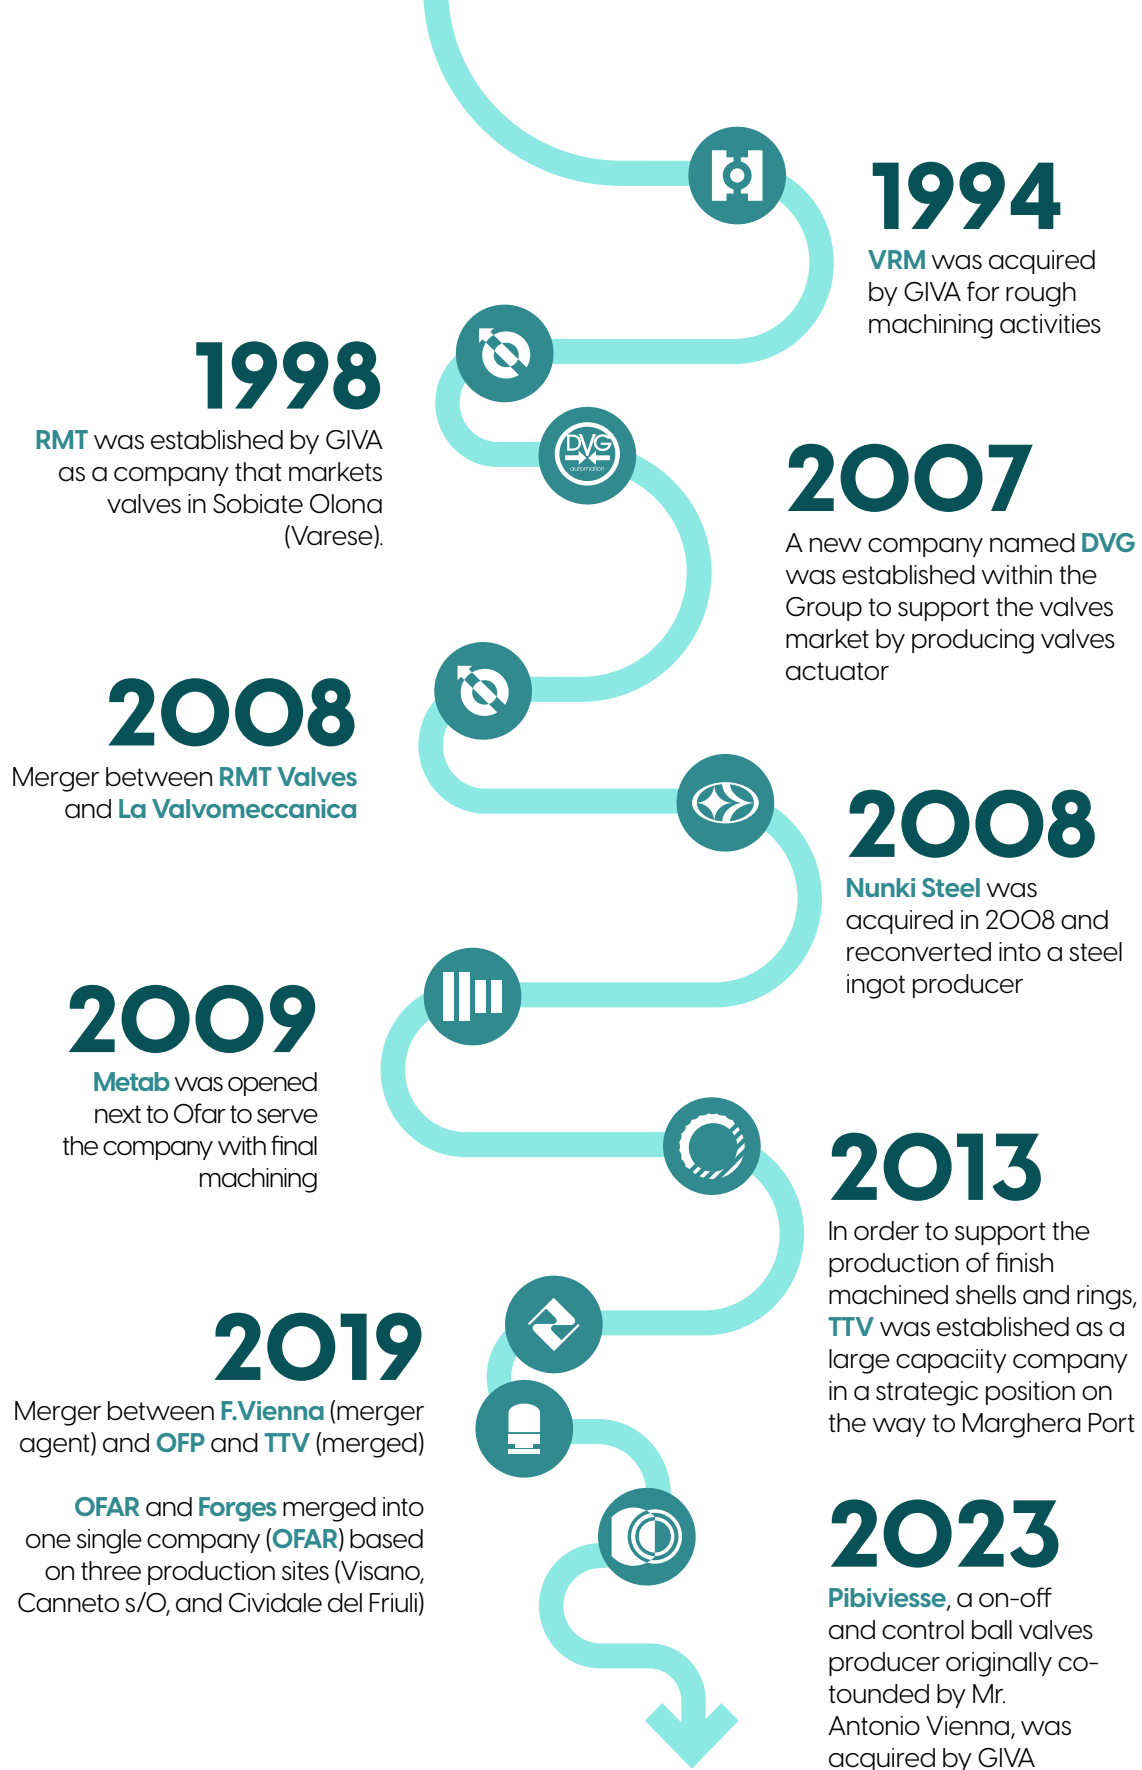 1994
VRM was acquired
by GIVA for rough
machining activities
1998
RMT was established by GIVA
as a company that markets
valves in Sobiate Olona
(Varese).
DVG
automation
2007
A new company named DVG
was established within the
Group to support the valves
market by producing valves
actuator
2008
Merger between RMT Valves
and La Valvomeccanica
2008
Nunki Steel was
acquired in 2008 and
reconverted into a steel
ingot producer
2009
Metab was opened
next to Ofar to serve
the company with final
machining
2013
In order to support the
production of finish
machined shells and rings,
TTV was established as a
large capaciity company
in a strategic position on
the way to Marghera Port
2019
Merger between F.Vienna (merger
agent) and OFP and TTV (merged)
OFAR and Forges merged into
one single company (OFAR) based
on three production sites (Visano,
Canneto s/O, and Cividale del Friuli)
2023
Pibiviesse, a on-off
and control ball valves
producer originally co-
tounded by Mr.
Antonio Vienna, was
acquired by GIVA